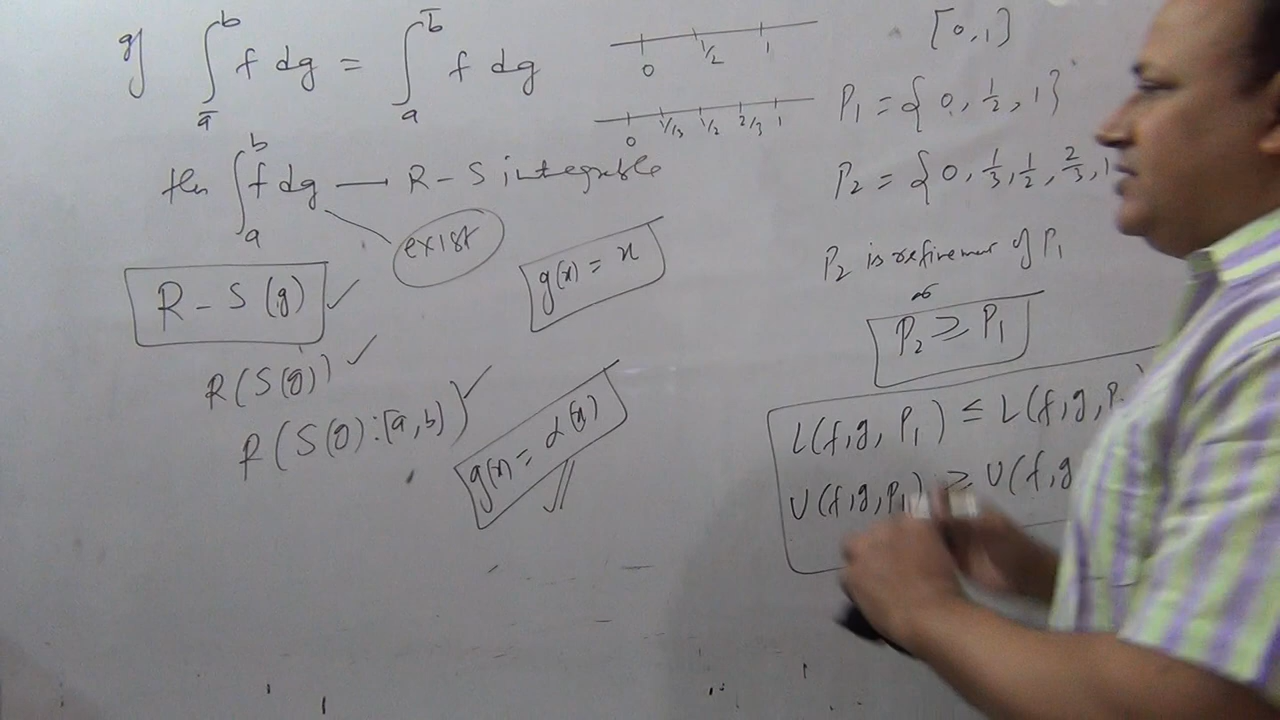 If ∫_a̅^b f dg = ∫_a^b̅ f dg
then ∫_a^b f dg — R - S integrable
exist
R - S (g) ✓
R(S(g)) ✓
R(S(g):[a,b]) ✓
g(x) = x
g(x) = α(x)
0 1/2 1
0 1/3 1/2 2/3 1
[0,1]
P₁ = {0, 1/2, 1}
P₂ = {0, 1/3, 1/2, 2/3, 1
P₂ is refinement of P₁
or
P₂ ≥ P₁
L(f,g, P₁) ≤ L(f,g,P
U(f,g,P₁) ≥ U(f,g